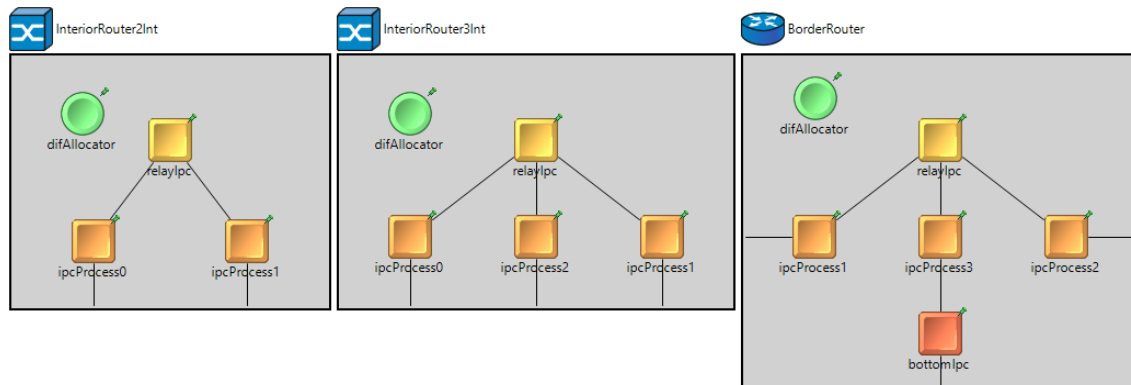 InteriorRouter2Int
InteriorRouter3Int
BorderRouter
difAllocator
relayIpc
ipcProcess0
ipcProcess1
difAllocator
relayIpc
ipcProcess0
ipcProcess2
ipcProcess1
difAllocator
relayIpc
ipcProcess1
ipcProcess3
ipcProcess2
bottomIpc